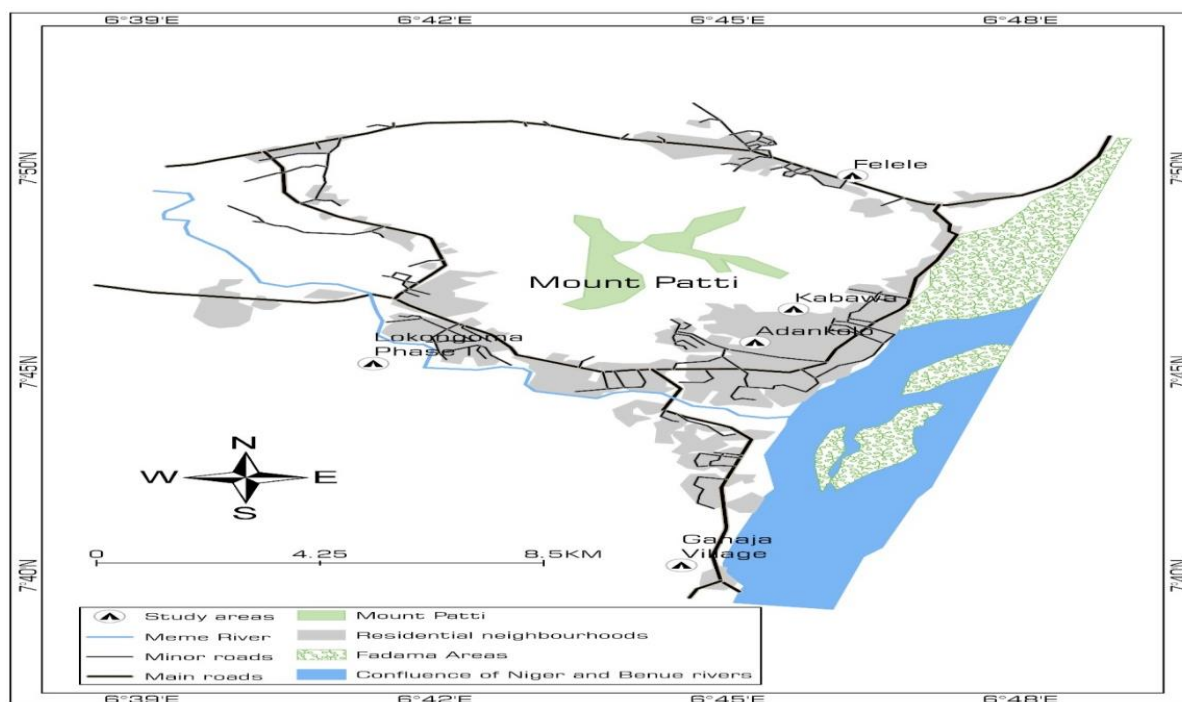 6°39'E 6°42'E 6°45'E 6°48'E
7°50'N 7°50'N
Felele
Mount Patti
Kabawa
Adankolo
Lokongoma
Phase I
7°45'N 7°45'N
N
W E
S
Ganaja
Village
0 4.25 8.5KM
7°40'N 7°40'N
Study areas
Meme River
Minor roads
Main roads
Mount Patti
Residential neighbourhoods
Fadama Areas
Confluence of Niger and Benue rivers
6°39'E 6°42'E 6°45'E 6°48'E